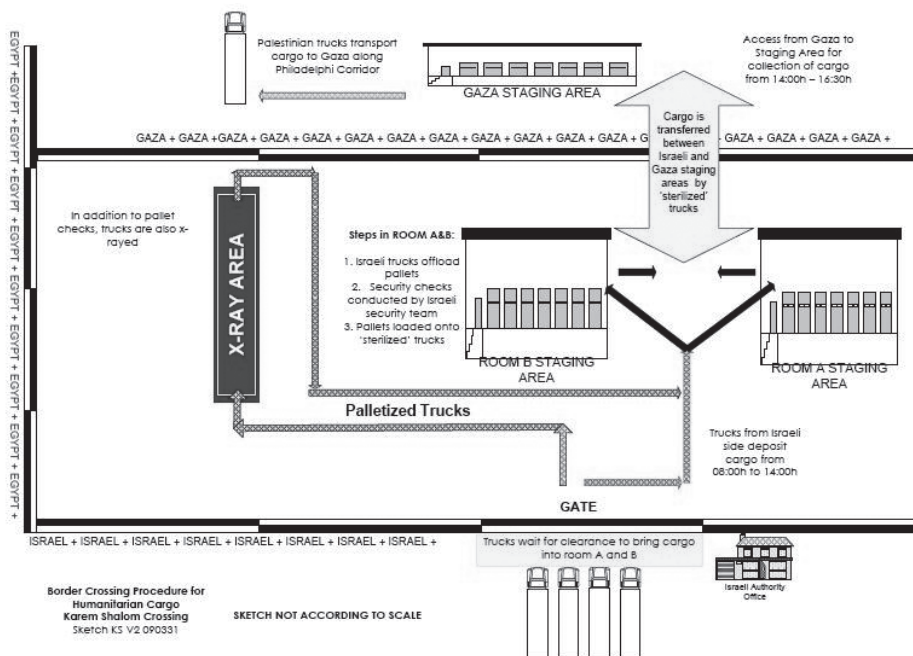 Palestinian trucks transport
cargo to Gaza along
Philadelphi Corridor
GAZA STAGING AREA
Access from Gaza to
Staging Area for
collection of cargo
from 14:00h – 16:30h
EGYPT +EGYPT + EGYPT + EGYPT + EGYPT + EGYPT + EGYPT + EGYPT + EGYPT + EGYPT +
GAZA + GAZA +GAZA + GAZA + GAZA + GAZA + GAZA + GAZA + GAZA + GAZA + GAZA + GAZA + GAZA + GAZA + GAZA +
Cargo is
transferred
between
Israeli and
Gaza staging
areas by
'sterilized'
trucks
In addition to pallet
checks, trucks are also x-
rayed
X-RAY AREA
Steps in ROOM A&B:
1. Israeli trucks offload
pallets
2. Security checks
conducted by Israeli
security team
3. Pallets loaded onto
'sterilized' trucks
ROOM B STAGING
AREA
ROOM A STAGING
AREA
Palletized Trucks
Trucks from Israeli
side deposit
cargo from
08:00h to 14:00h
GATE
ISRAEL + ISRAEL + ISRAEL + ISRAEL + ISRAEL + ISRAEL + ISRAEL + ISRAEL +
Trucks wait for clearance to bring cargo
into room A and B
Israeli Authority
Office
Border Crossing Procedure for
Humanitarian Cargo
Karem Shalom Crossing
Sketch KS V2 090331
SKETCH NOT ACCORDING TO SCALE